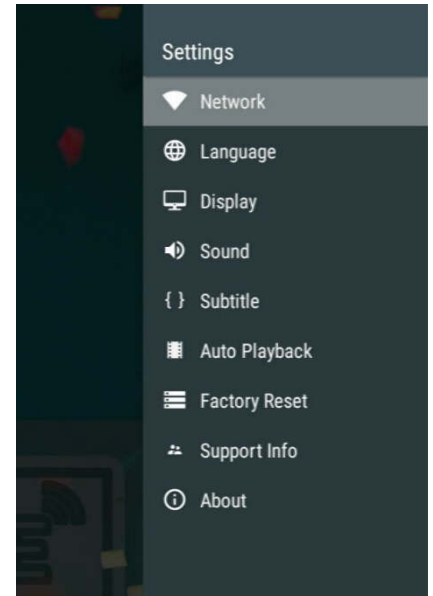 Settings
Network
Language
Display
Sound
{ } Subtitle
Auto Playback
Factory Reset
Support Info
About